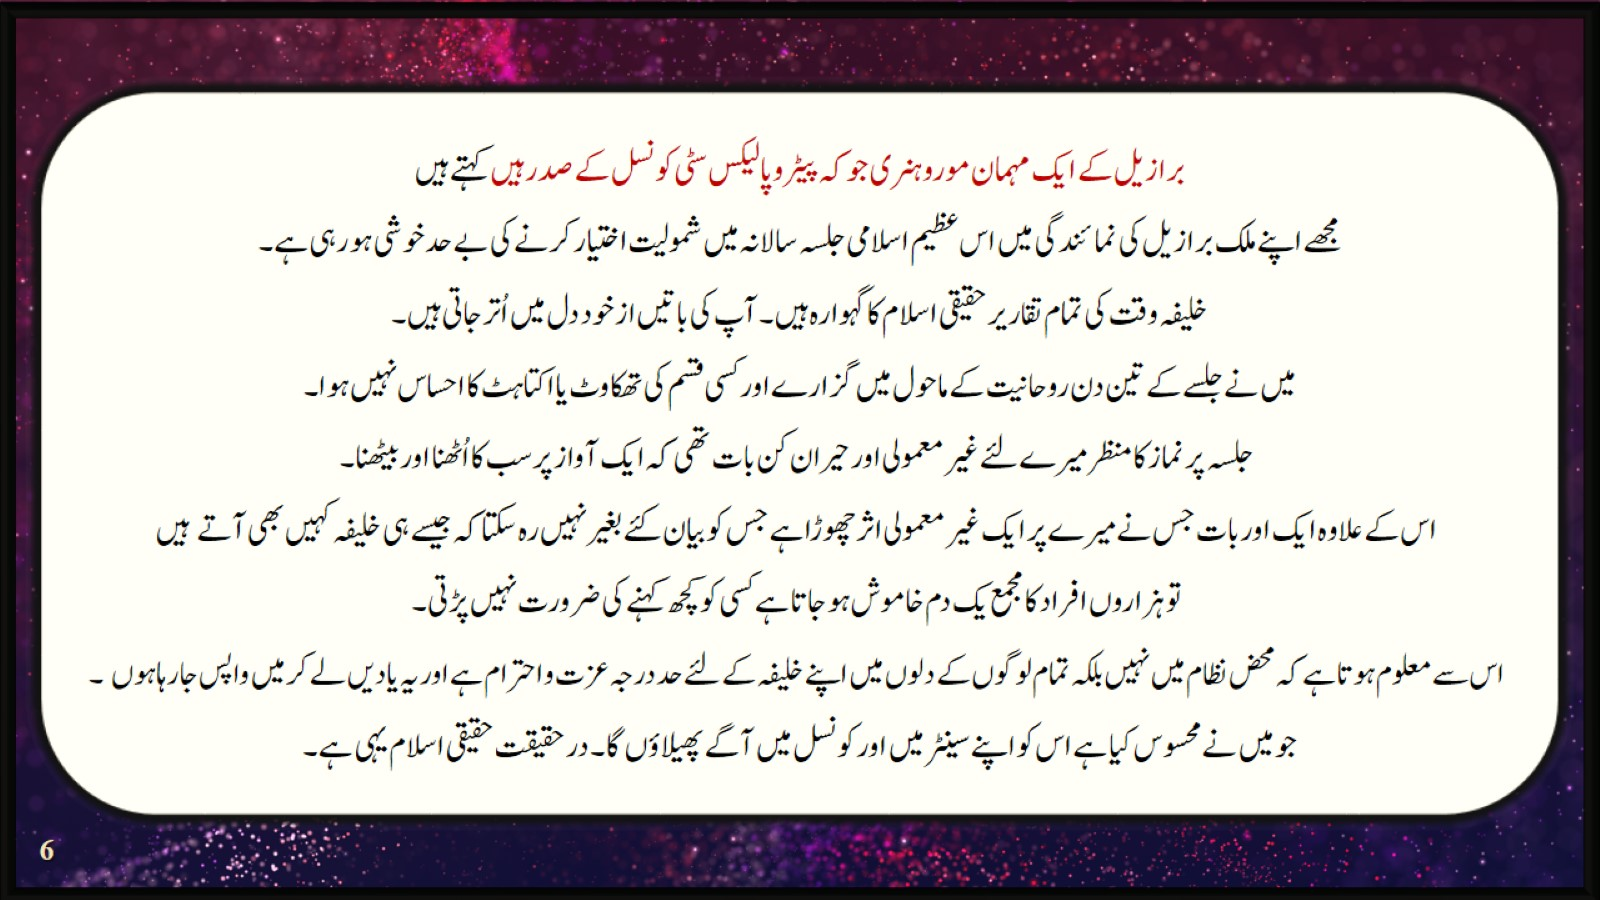 برازیل کے ایک مہمان مورو ہنری جو کہ پیٹروپالیکس سٹی کونسل کے صدر ہیں کہتے ہیں
مجھے اپنے ملک برازیل کی نمائندگی میں اس عظیم اسلامی جلسہ سالانہ میں شمولیت اختیار کرنے کی بے حد خوشی ہو رہی ہے۔
خلیفہ وقت کی تمام تقاریر حقیقی اسلام کا گہوارہ ہیں۔ آپ کی باتیں از خود دل میں اُتر جاتی ہیں۔
میں نے جلسے کے تین دن روحانیت کے ماحول میں گزارے اور کسی قسم کی تھکاوٹ یا اکتاہٹ کا احساس نہیں ہوا۔
جلسہ پر نماز کا منظر میرے لئے غیر معمولی اور حیران کن بات تھی کہ ایک آواز پر سب کا اُٹھنا اور بیٹھنا۔
اس کے علاوہ ایک اور بات جس نے میرے پر ایک غیر معمولی اثر چھوڑا ہے جس کو بیان کئے بغیر نہیں رہ سکتا کہ جیسے ہی خلیفہ کہیں بھی آتے ہیں
تو ہزاروں افراد کا مجمع یک دم خاموش ہو جاتا ہے کسی کو کچھ کہنے کی ضرورت نہیں پڑتی۔
اس سے معلوم ہوتا ہے کہ محض نظام میں نہیں بلکہ تمام لوگوں کے دلوں میں اپنے خلیفہ کے لئے حد درجہ عزت و احترام ہے اور یہ یادیں لے کر میں واپس جا رہا ہوں ۔
جو میں نے محسوس کیا ہے اس کو اپنے سینٹر میں اور کونسل میں آگے پھیلاؤں گا۔ در حقیقت حقیقی اسلام یہی ہے۔
6